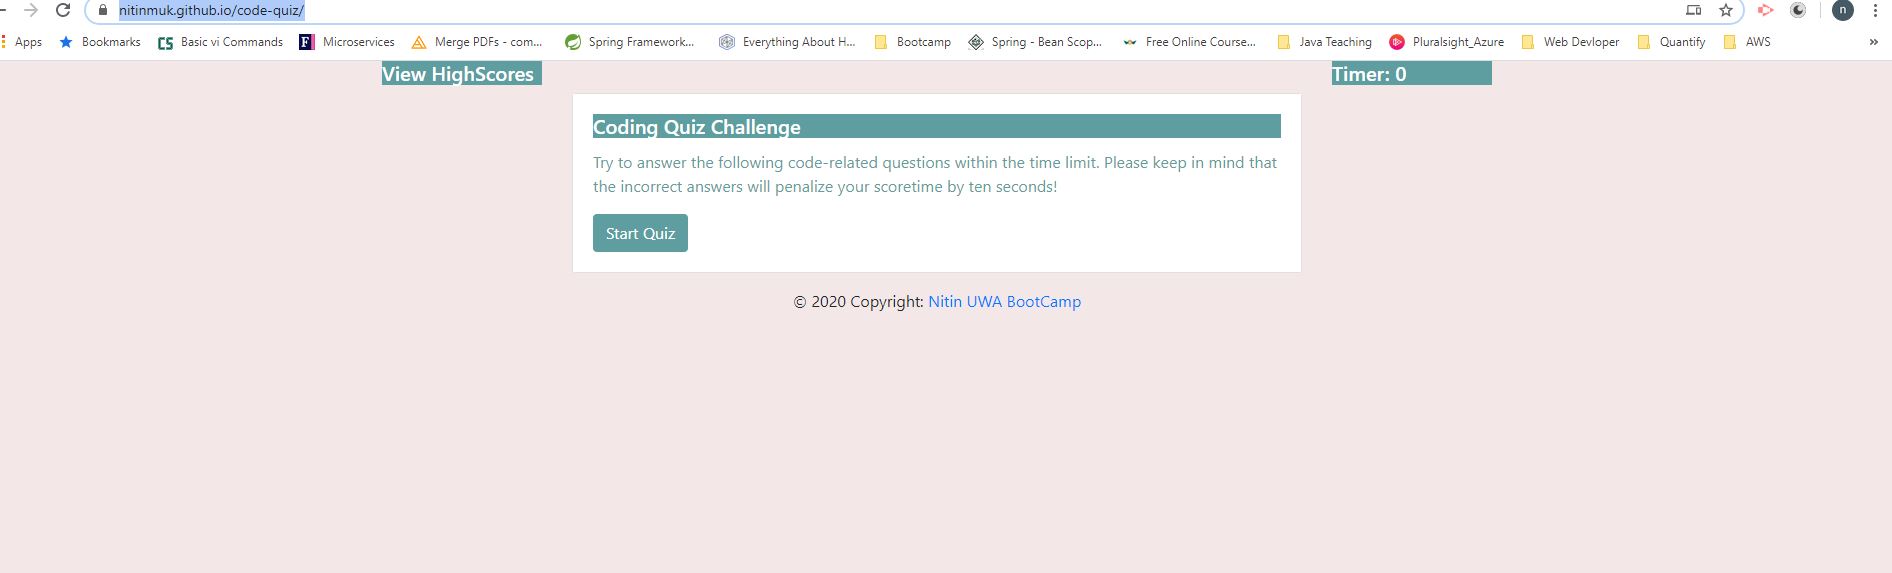 nitinmuk.github.io/code-quiz/
n
Apps Bookmarks CS Basic vi Commands F Microservices Merge PDFs - com... Spring Framework... Everything About H... Bootcamp Spring - Bean Scop... Free Online Course... Java Teaching Pluralsight_Azure Web Devloper Quantify AWS »
View HighScores Timer: 0
Coding Quiz Challenge
Try to answer the following code-related questions within the time limit. Please keep in mind that
the incorrect answers will penalize your scoretime by ten seconds!
Start Quiz
© 2020 Copyright: Nitin UWA BootCamp